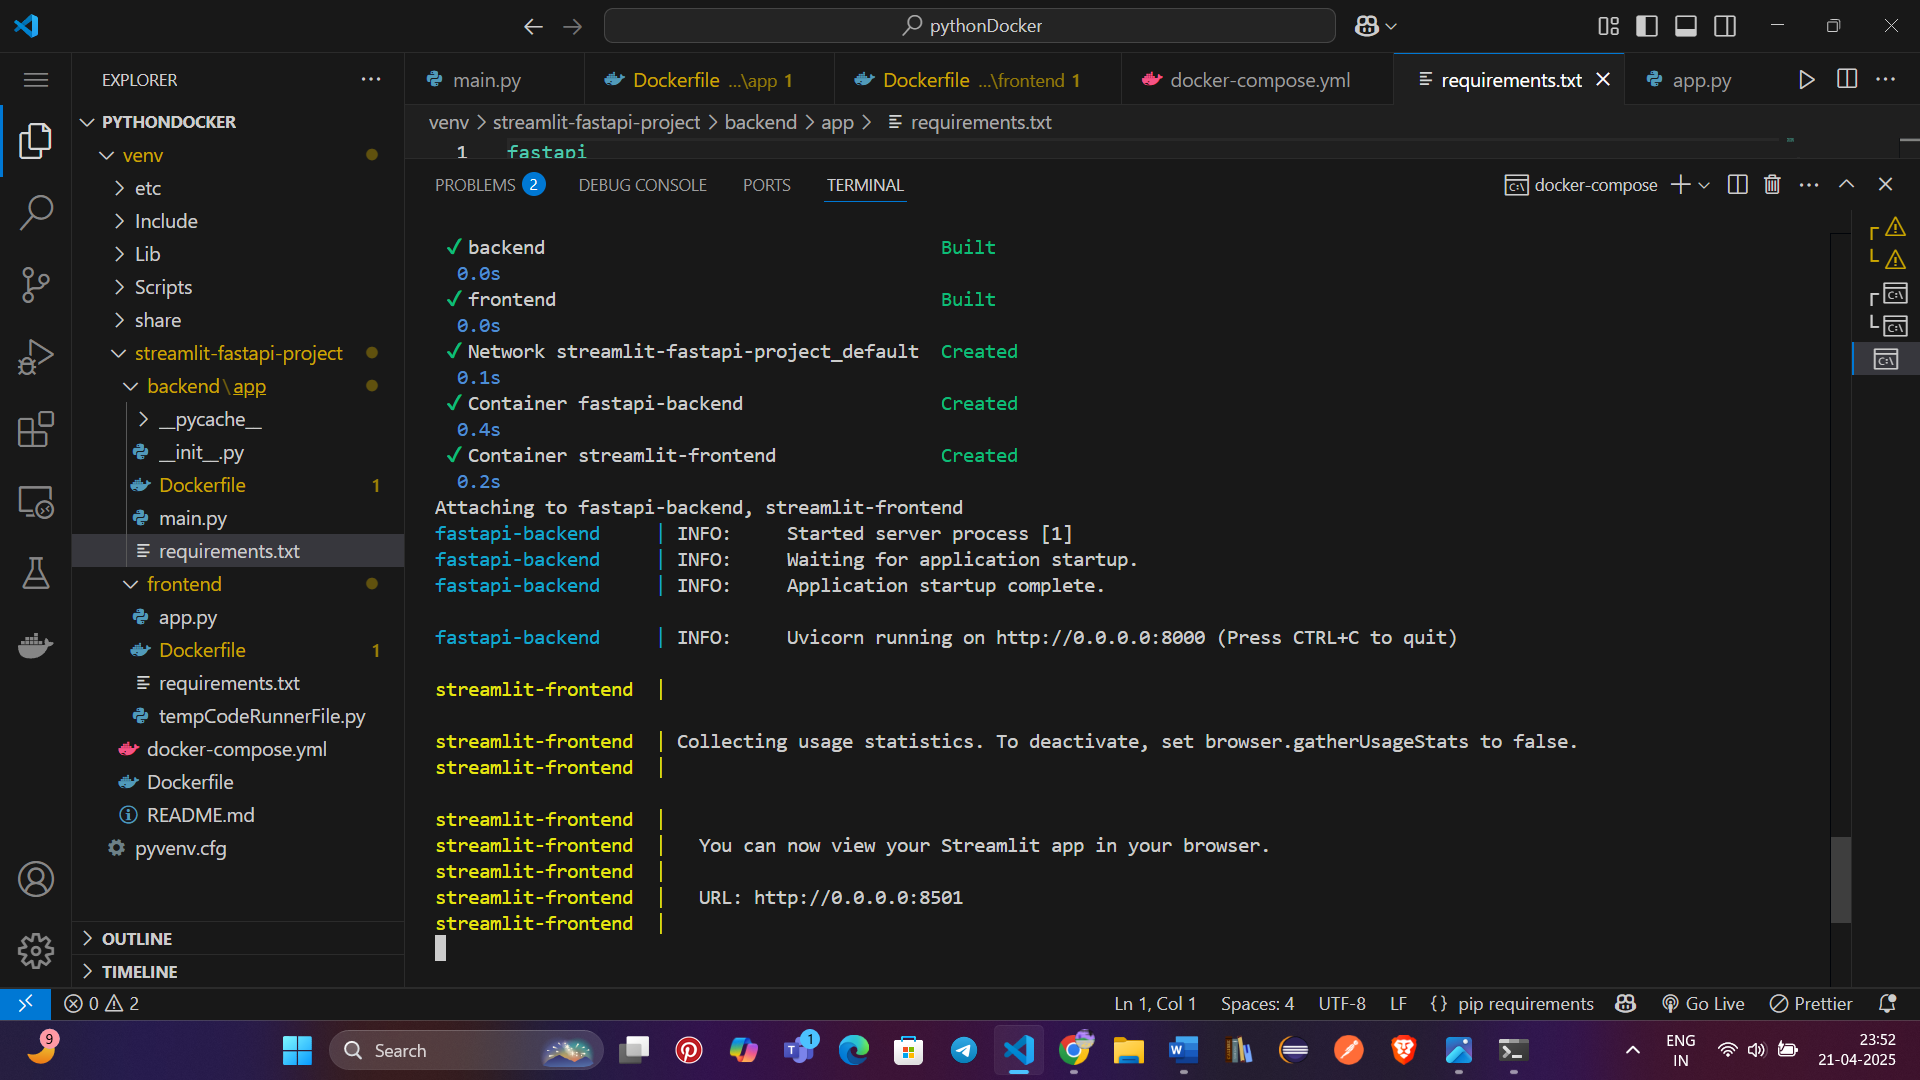 pythonDocker
EXPLORER
PYTHONDOCKER
venv
etc
Include
Lib
Scripts
share
streamlit-fastapi-project
backend\app
__pycache__
__init__.py
Dockerfile 1
main.py
requirements.txt
frontend
app.py
Dockerfile 1
requirements.txt
tempCodeRunnerFile.py
docker-compose.yml
Dockerfile
README.md
pyvenv.cfg
OUTLINE
TIMELINE
main.py
Dockerfile ...\app 1
Dockerfile ...\frontend 1
docker-compose.yml
requirements.txt
app.py
venv > streamlit-fastapi-project > backend > app > requirements.txt
1 fastapi
PROBLEMS 2 DEBUG CONSOLE PORTS TERMINAL
docker-compose
✓ backend Built
0.0s
✓ frontend Built
0.0s
✓ Network streamlit-fastapi-project_default Created
0.1s
✓ Container fastapi-backend Created
0.4s
✓ Container streamlit-frontend Created
0.2s
Attaching to fastapi-backend, streamlit-frontend
fastapi-backend | INFO: Started server process [1]
fastapi-backend | INFO: Waiting for application startup.
fastapi-backend | INFO: Application startup complete.
fastapi-backend | INFO: Uvicorn running on http://0.0.0.0:8000 (Press CTRL+C to quit)
streamlit-frontend |
streamlit-frontend | Collecting usage statistics. To deactivate, set browser.gatherUsageStats to false.
streamlit-frontend |
streamlit-frontend |
streamlit-frontend | You can now view your Streamlit app in your browser.
streamlit-frontend |
streamlit-frontend | URL: http://0.0.0.0:8501
streamlit-frontend |
0 2
Ln 1, Col 1 Spaces: 4 UTF-8 LF {} pip requirements Go Live Prettier
9
Search
1
ENG
IN
23:52
21-04-2025